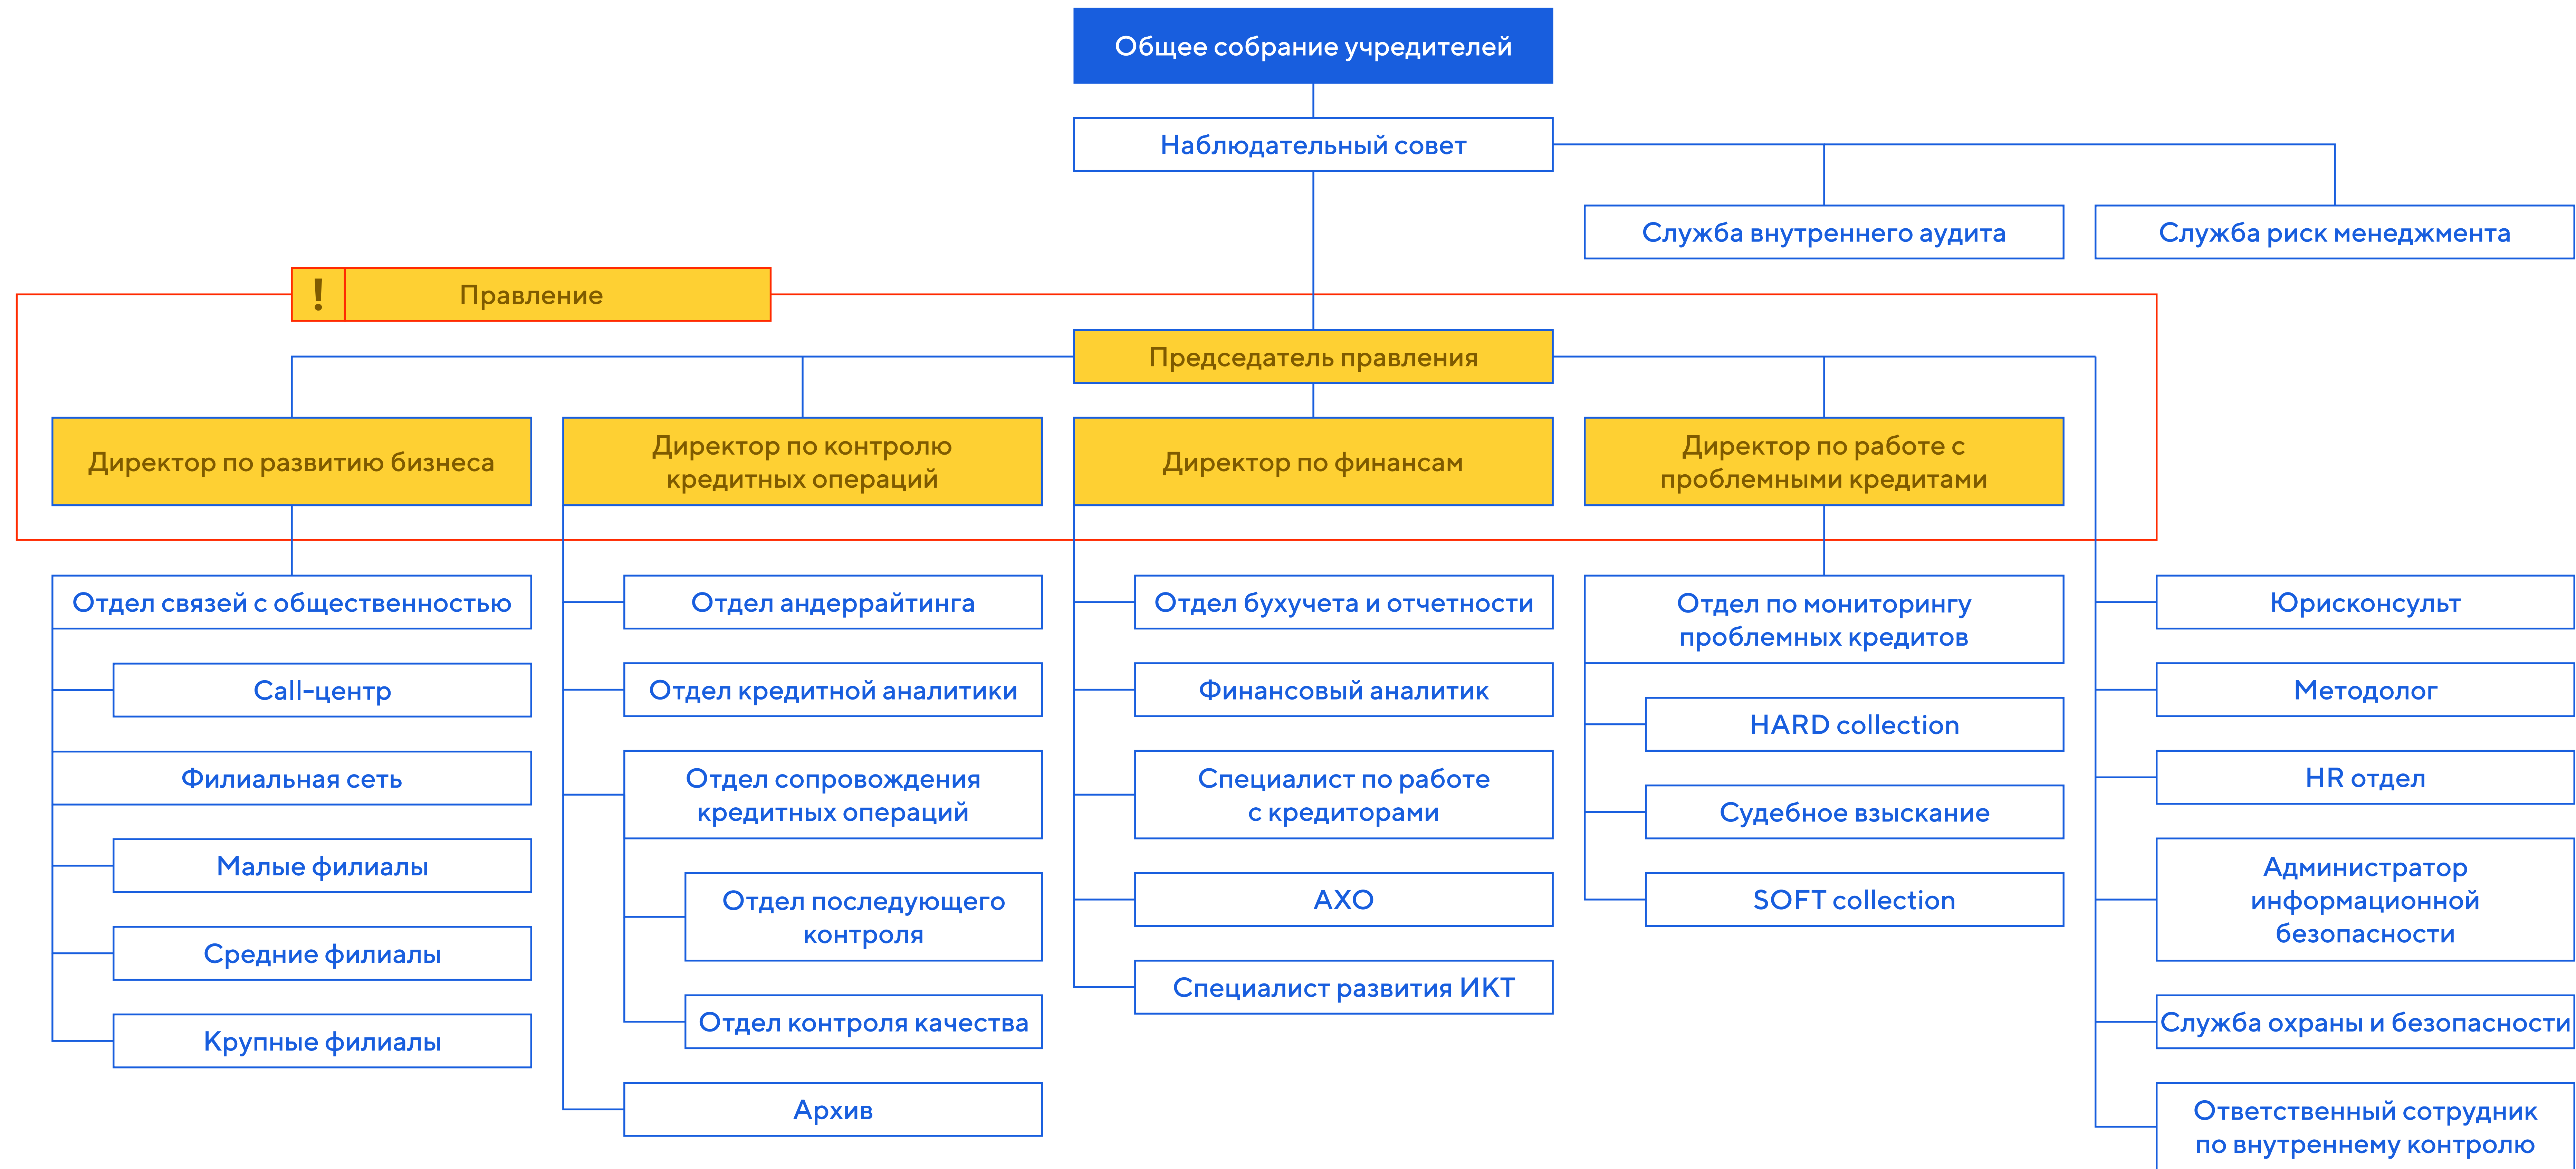 Общее собрание учредителей
Наблюдательный совет
Служба внутреннего аудита
Служба риск менеджмента
!
Правление
Председатель правления
Директор по развитию бизнеса
Директор по контролю
кредитных операций
Директор по финансам
Директор по работе с
проблемными кредитами
Отдел связей с общественностью
Call-центр
Филиальная сеть
Малые филиалы
Средние филиалы
Крупные филиалы
Отдел андеррайтинга
Отдел кредитной аналитики
Отдел сопровождения
кредитных операций
Отдел последующего
контроля
Отдел контроля качества
Архив
Отдел бухучета и отчетности
Финансовый аналитик
Специалист по работе
с кредиторами
АХО
Специалист развития ИКТ
Отдел по мониторингу
проблемных кредитов
HARD collection
Судебное взыскание
SOFT collection
Юрисконсульт
Методолог
HR отдел
Администратор
информационной
безопасности
Служба охраны и безопасности
Ответственный сотрудник
по внутреннему контролю